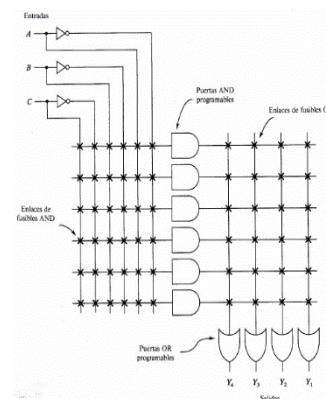 Entradas
A
B
C
Puertas AND
programables
Enlaces de fusibles
Enlaces de
fusibles AND
Puertas OR
programables
Y₄
Y₃
Y₂
Y₁
Salidas